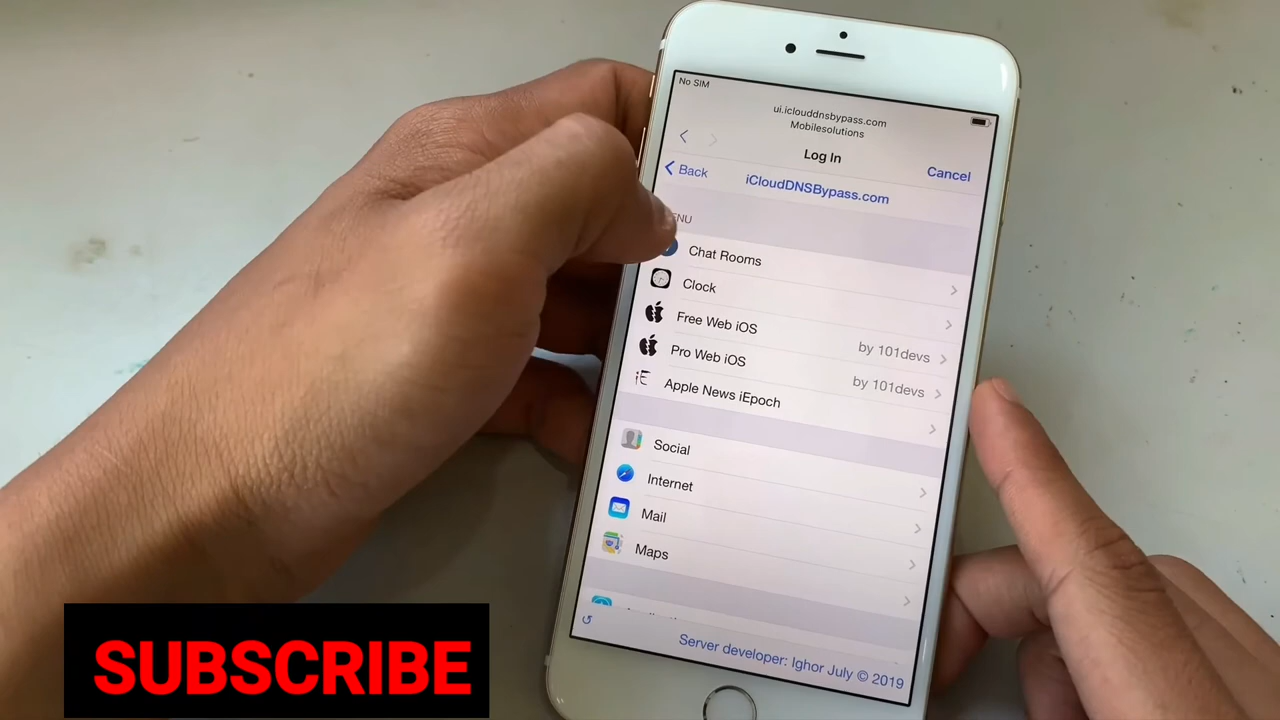 No SIM
ui.iclouddnsbypass.com
Mobilesolutions
Log In
Cancel
Back
iCloudDNSBypass.com
ENU
Chat Rooms
Clock
Free Web iOS
by 101devs
Pro Web iOS
by 101devs
Apple News iEpoch
Social
Internet
Mail
Maps
Server developer: Ighor July © 2019
SUBSCRIBE